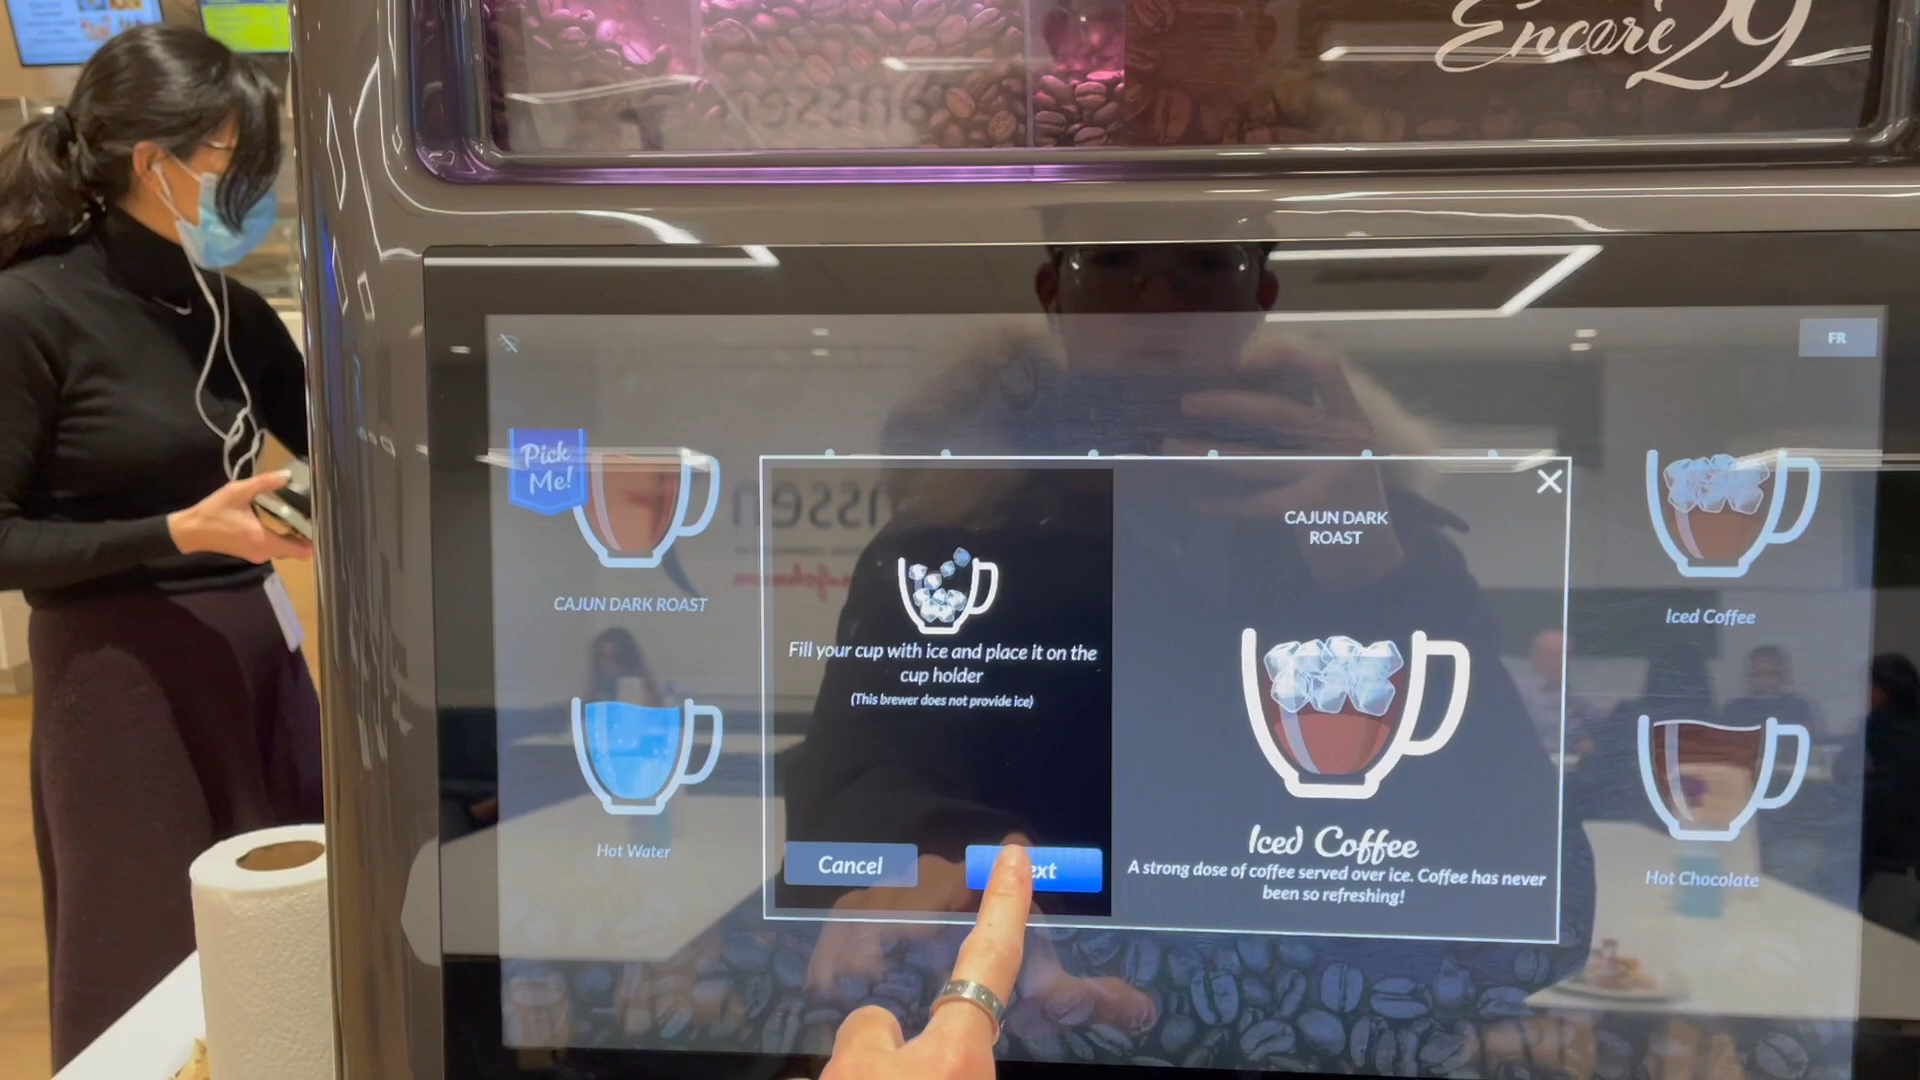 Encore 29
FR
Pick
Me!
CAJUN DARK ROAST
Hot Water
Fill your cup with ice and place it on the
cup holder
(This brewer does not provide ice)
Cancel
CAJUN DARK
ROAST
Iced Coffee
A strong dose of coffee served over ice. Coffee has never
been so refreshing!
Iced Coffee
Hot Chocolate